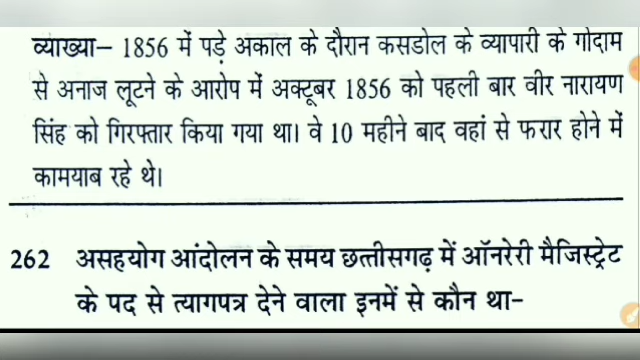 व्याख्या– 1856 में पड़े अकाल के दौरान कसडोल के व्यापारी के गोदाम
से अनाज लूटने के आरोप में अक्टूबर 1856 को पहली बार वीर नारायण
सिंह को गिरफ्तार किया गया था। वे 10 महीने बाद वहां से फरार होने में
कामयाब रहे थे।
262 असहयोग आंदोलन के समय छत्तीसगढ़ में ऑनरेरी मैजिस्ट्रेट
के पद से त्यागपत्र देने वाला इनमें से कौन था–